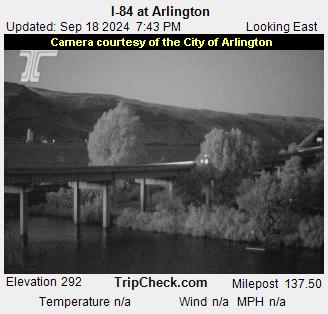 I-84 at Arlington
Updated: Sep 18 2024 7:43 PM Looking East
Camera courtesy of the City of Arlington
Elevation 292 TripCheck.com Milepost 137.50
Temperature n/a Wind n/a MPH n/a